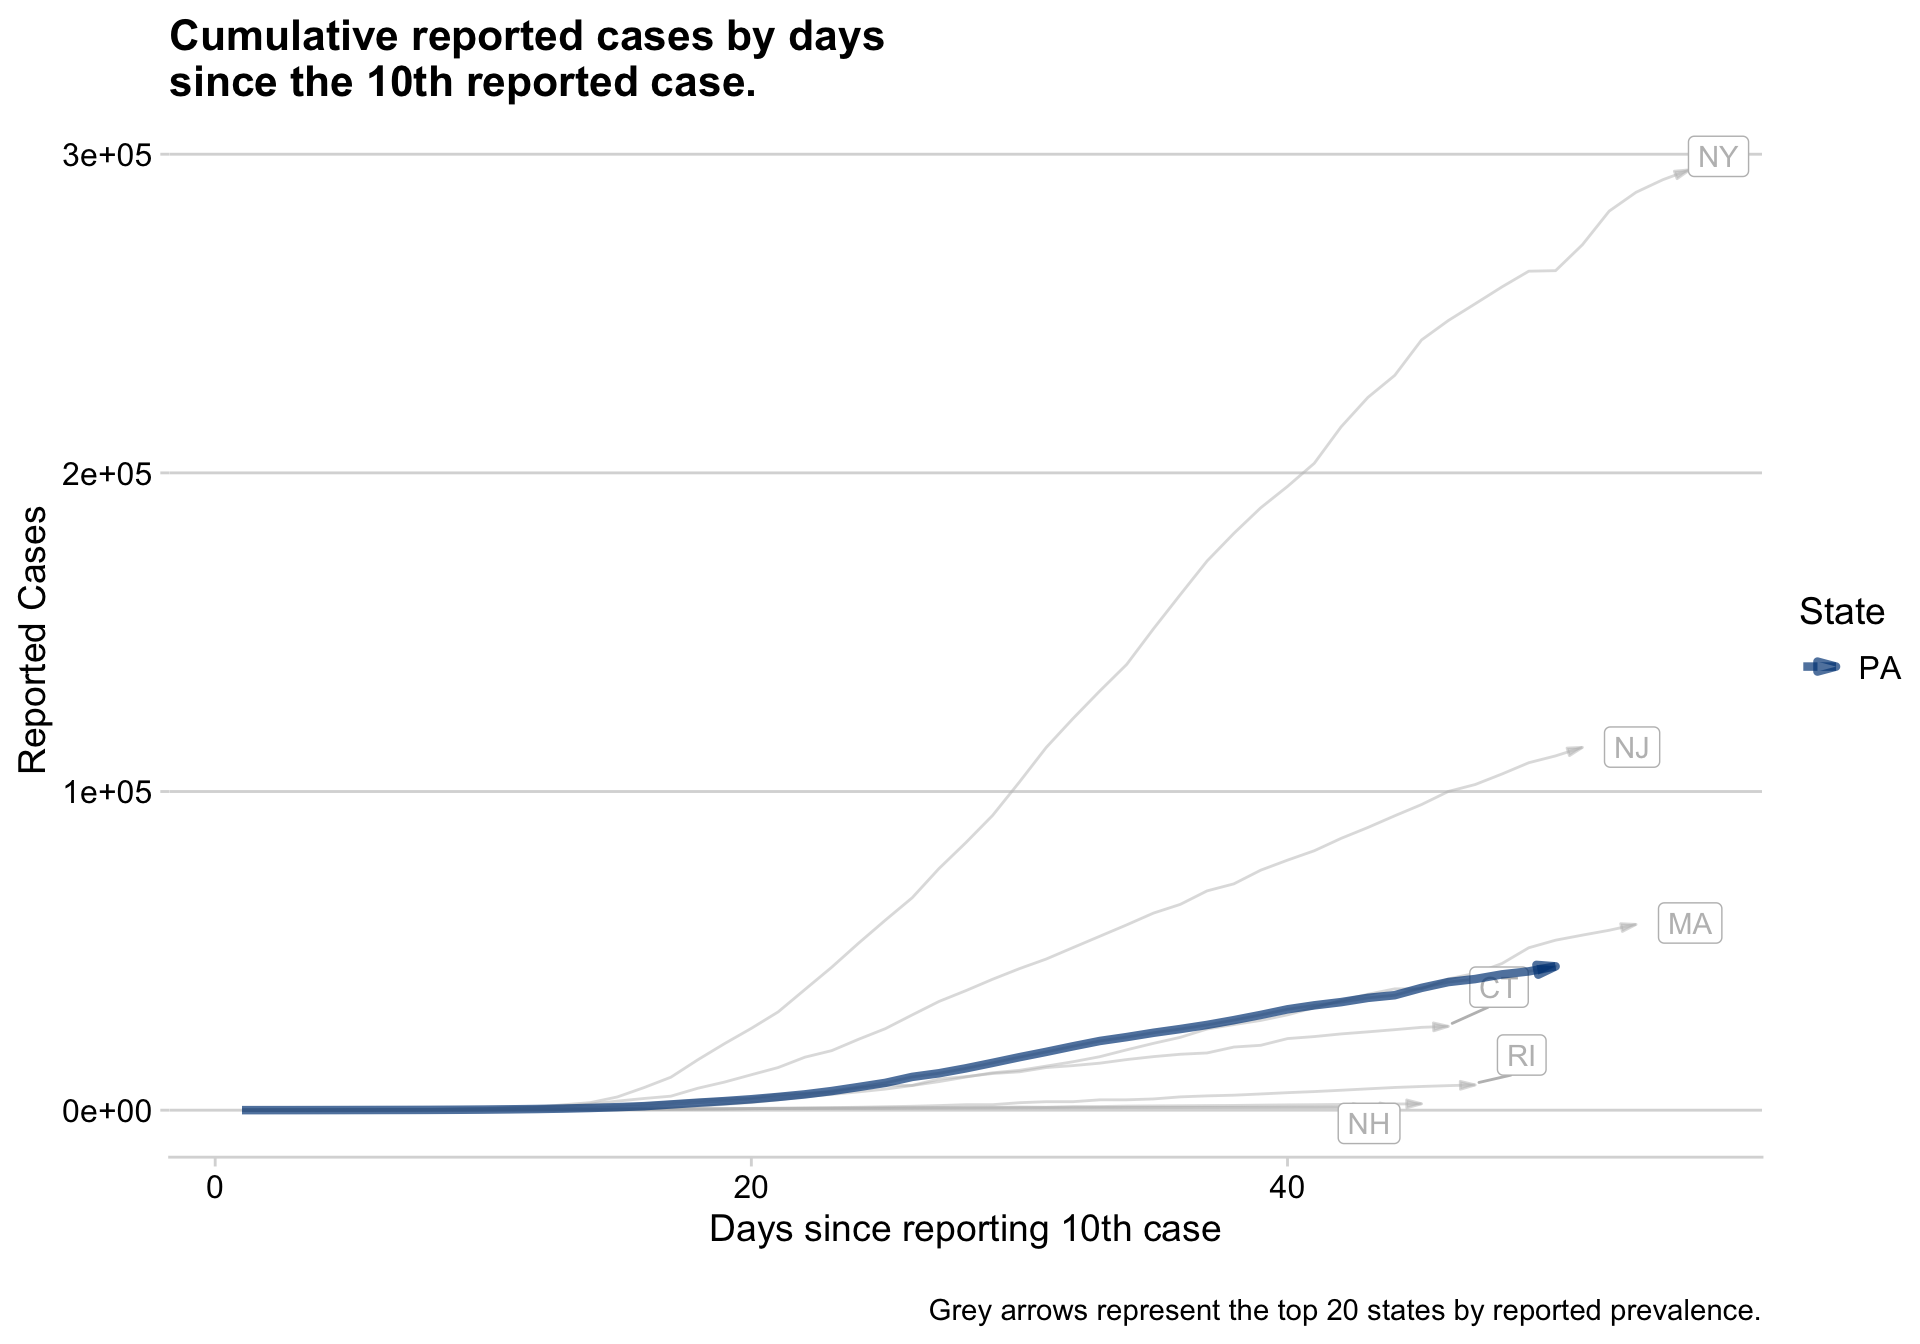 Cumulative reported cases by days
since the 10th reported case.
3e+05
2e+05
1e+05
0e+00
Reported Cases
NY
NJ
MA
CT
RI
NH
State
PA
0
20
40
Days since reporting 10th case
Grey arrows represent the top 20 states by reported prevalence.